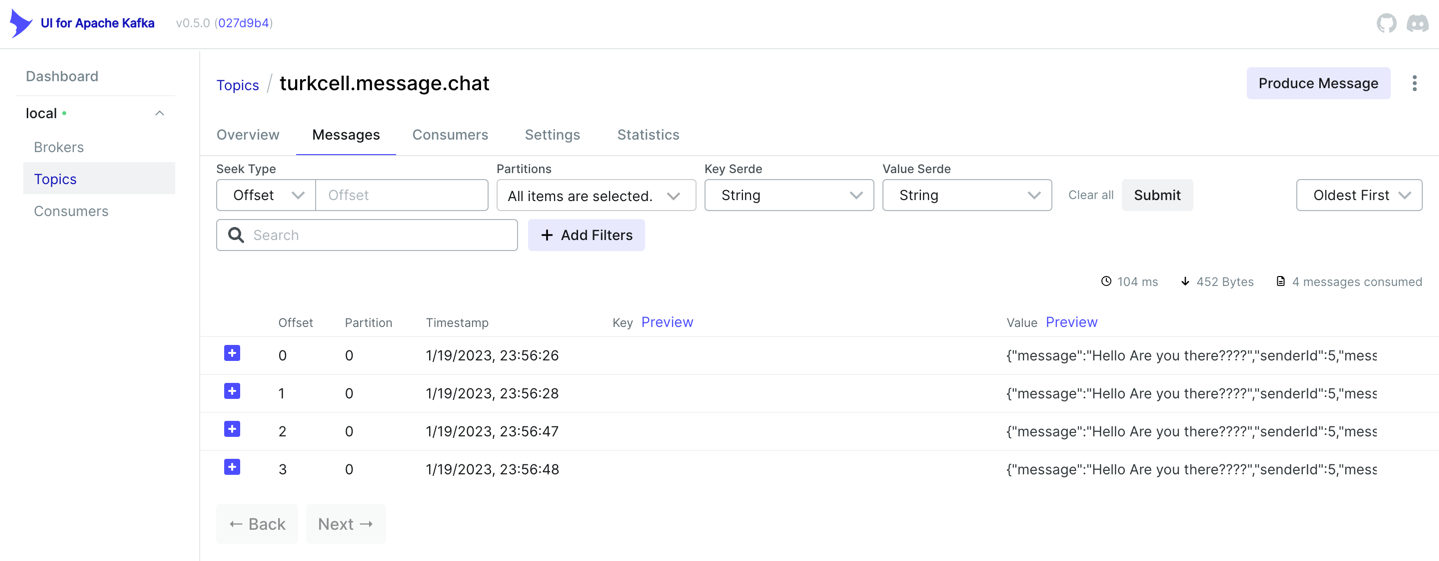 UI for Apache Kafka v0.5.0 (027d9b4)
Dashboard
local
Brokers
Topics
Consumers
Topics / turkcell.message.chat
Produce Message
Overview Messages Consumers Settings Statistics
Seek Type Partitions Key Serde Value Serde
Offset Offset All items are selected. String String Clear all Submit Oldest First
Search + Add Filters
104 ms 452 Bytes 4 messages consumed
Offset Partition Timestamp Key Preview Value Preview
0 0 1/19/2023, 23:56:26 {"message":"Hello Are you there????","senderId":5,"mess
1 0 1/19/2023, 23:56:28 {"message":"Hello Are you there????","senderId":5,"mess
2 0 1/19/2023, 23:56:47 {"message":"Hello Are you there????","senderId":5,"mess
3 0 1/19/2023, 23:56:48 {"message":"Hello Are you there????","senderId":5,"mess
← Back Next →